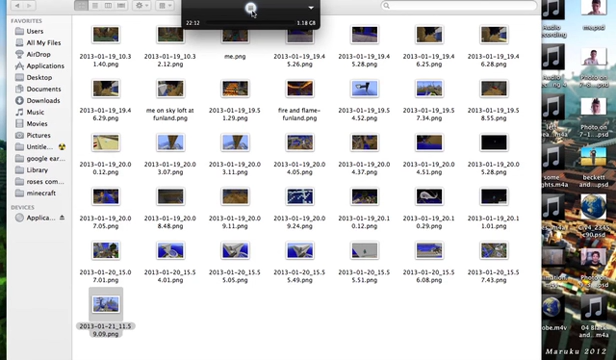 22:12 1.18 GB
FAVORITES
Users
All My Files
AirDrop
Applications
Desktop
Documents
Downloads
Music
Movies
Pictures
Untitle...
google ear...
Library
roses com...
minecraft
DEVICES
Applica...
2013-01-19_10.3
1.40.png
2013-01-19_10.3
2.12.png
me.png
2013-01-19_19.4
5.26.png
2013-01-19_19.4
5.28.png
2013-01-19_19.4
6.25.png
2013-01-19_19.4
6.28.png
2013-01-19_19.4
6.29.png
me on sky loft at
funland.png
2013-01-19_19.5
1.29.png
fire and flame-
funland.png
2013-01-19_19.5
4.52.png
2013-01-19_19.5
7.34.png
2013-01-19_19.5
8.55.png
2013-01-19_20.0
0.12.png
2013-01-19_20.0
3.07.png
2013-01-19_20.0
3.11.png
2013-01-19_20.0
4.05.png
2013-01-19_20.0
4.37.png
2013-01-19_20.0
4.51.png
2013-01-19_20.0
5.28.png
2013-01-19_20.0
7.05.png
2013-01-19_20.0
8.48.png
2013-01-19_20.0
9.11.png
2013-01-19_20.0
9.24.png
2013-01-19_20.1
0.12.png
2013-01-19_20.1
0.29.png
2013-01-19_20.1
1.01.png
2013-01-20_15.0
7.01.png
2013-01-20_15.5
4.01.png
2013-01-20_15.5
5.05.png
2013-01-20_15.5
5.49.png
2013-01-20_15.5
5.51.png
2013-01-20_15.5
6.08.png
2013-01-20_15.5
7.43.png
2013-01-21_11.5
9.09.png
Audio
me.psd
Photo on
some
beckett
and
04 Black
Maruku 2012